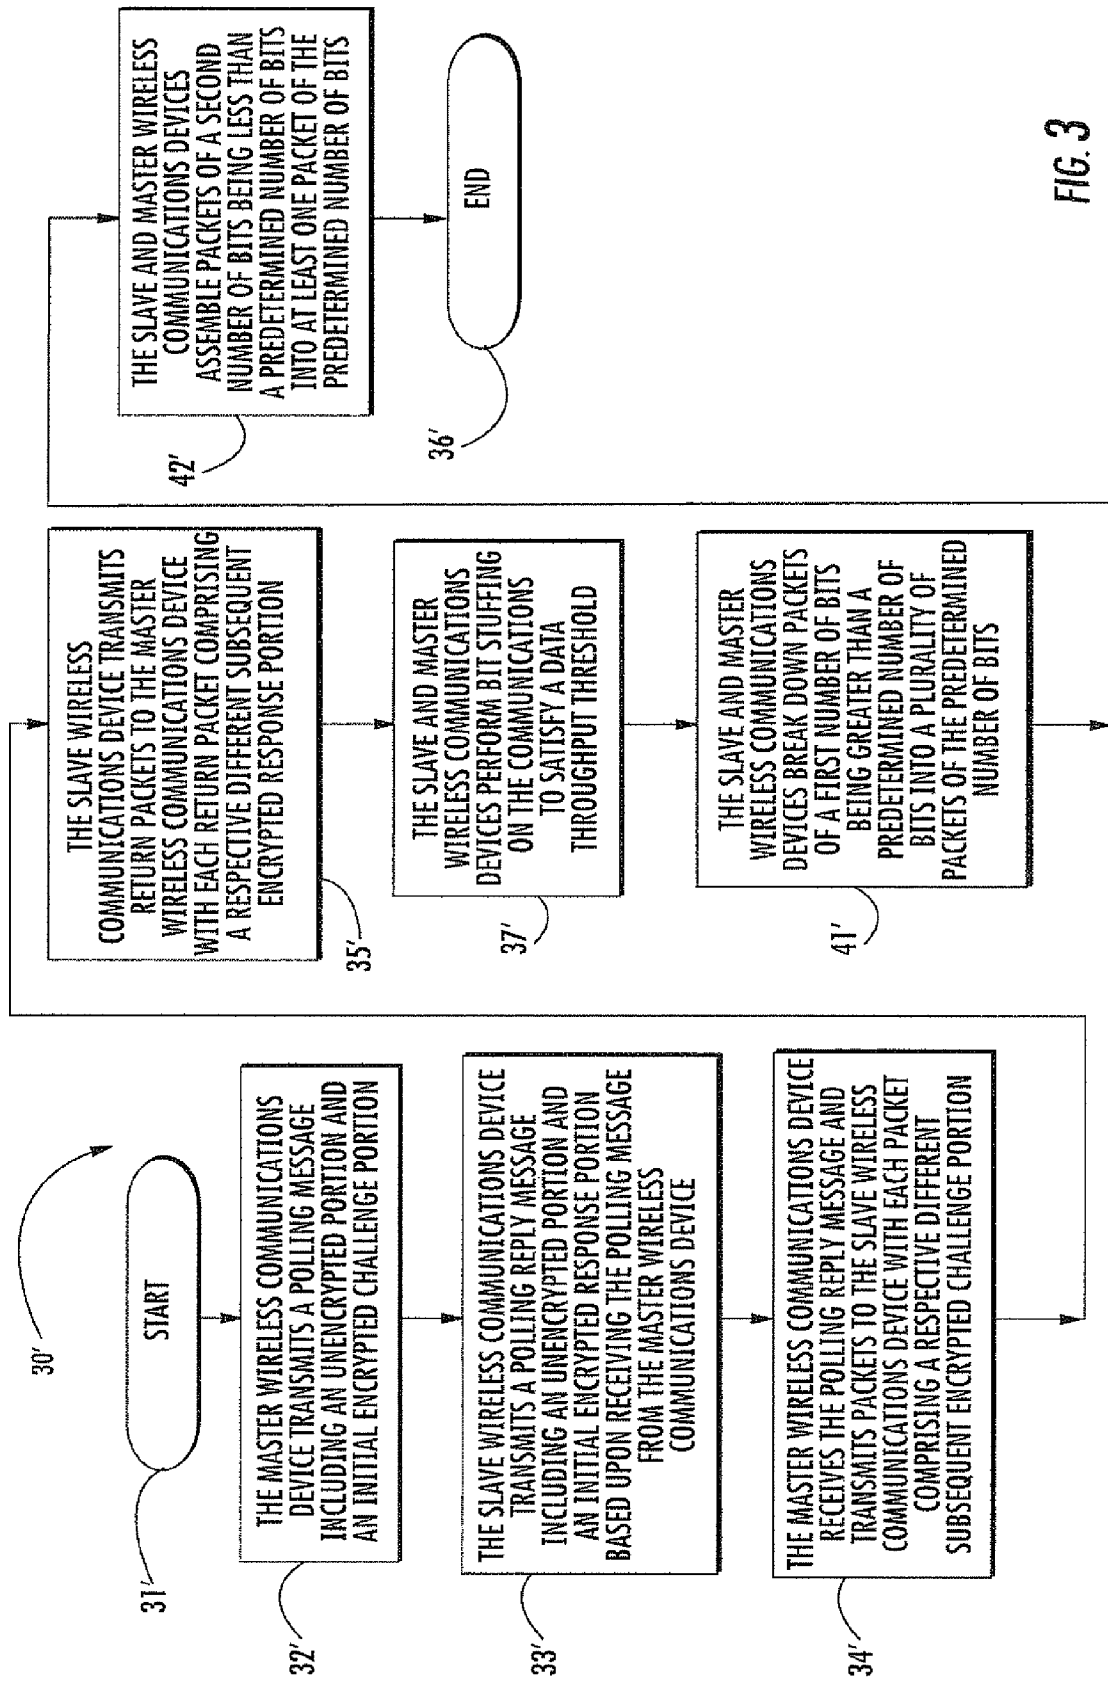 30'
START
31'
THE MASTER WIRELESS COMMUNICATIONS
DEVICE TRANSMITS A POLLING MESSAGE
INCLUDING AN UNENCRYPTED PORTION AND
AN INITIAL ENCRYPTED CHALLENGE PORTION
32'
THE SLAVE WIRELESS COMMUNICATIONS DEVICE
TRANSMITS A POLLING REPLY MESSAGE
INCLUDING AN UNENCRYPTED PORTION AND
AN INITIAL ENCRYPTED RESPONSE PORTION
BASED UPON RECEIVING THE POLLING MESSAGE
FROM THE MASTER WIRELESS
COMMUNICATIONS DEVICE
33'
THE MASTER WIRELESS COMMUNICATIONS DEVICE
RECEIVES THE POLLING REPLY MESSAGE AND
TRANSMITS PACKETS TO THE SLAVE WIRELESS
COMMUNICATIONS DEVICE WITH EACH PACKET
COMPRISING A RESPECTIVE DIFFERENT
SUBSEQUENT ENCRYPTED CHALLENGE PORTION
34'
THE SLAVE WIRELESS
COMMUNICATIONS DEVICE TRANSMITS
RETURN PACKETS TO THE MASTER
WIRELESS COMMUNICATIONS DEVICE
WITH EACH RETURN PACKET COMPRISING
A RESPECTIVE DIFFERENT SUBSEQUENT
ENCRYPTED RESPONSE PORTION
35'
THE SLAVE AND MASTER
WIRELESS COMMUNICATIONS
DEVICES PERFORM BIT STUFFING
ON THE COMMUNICATIONS
TO SATISFY A DATA
THROUGHPUT THRESHOLD
37'
THE SLAVE AND MASTER
WIRELESS COMMUNICATIONS
DEVICES BREAK DOWN PACKETS
OF A FIRST NUMBER OF BITS
BEING GREATER THAN A
PREDETERMINED NUMBER OF
BITS INTO A PLURALITY OF
PACKETS OF THE PREDETERMINED
NUMBER OF BITS
41'
THE SLAVE AND MASTER WIRELESS
COMMUNICATIONS DEVICES
ASSEMBLE PACKETS OF A SECOND
NUMBER OF BITS BEING LESS THAN
A PREDETERMINED NUMBER OF BITS
INTO AT LEAST ONE PACKET OF THE
PREDETERMINED NUMBER OF BITS
42'
END
36'
FIG. 3